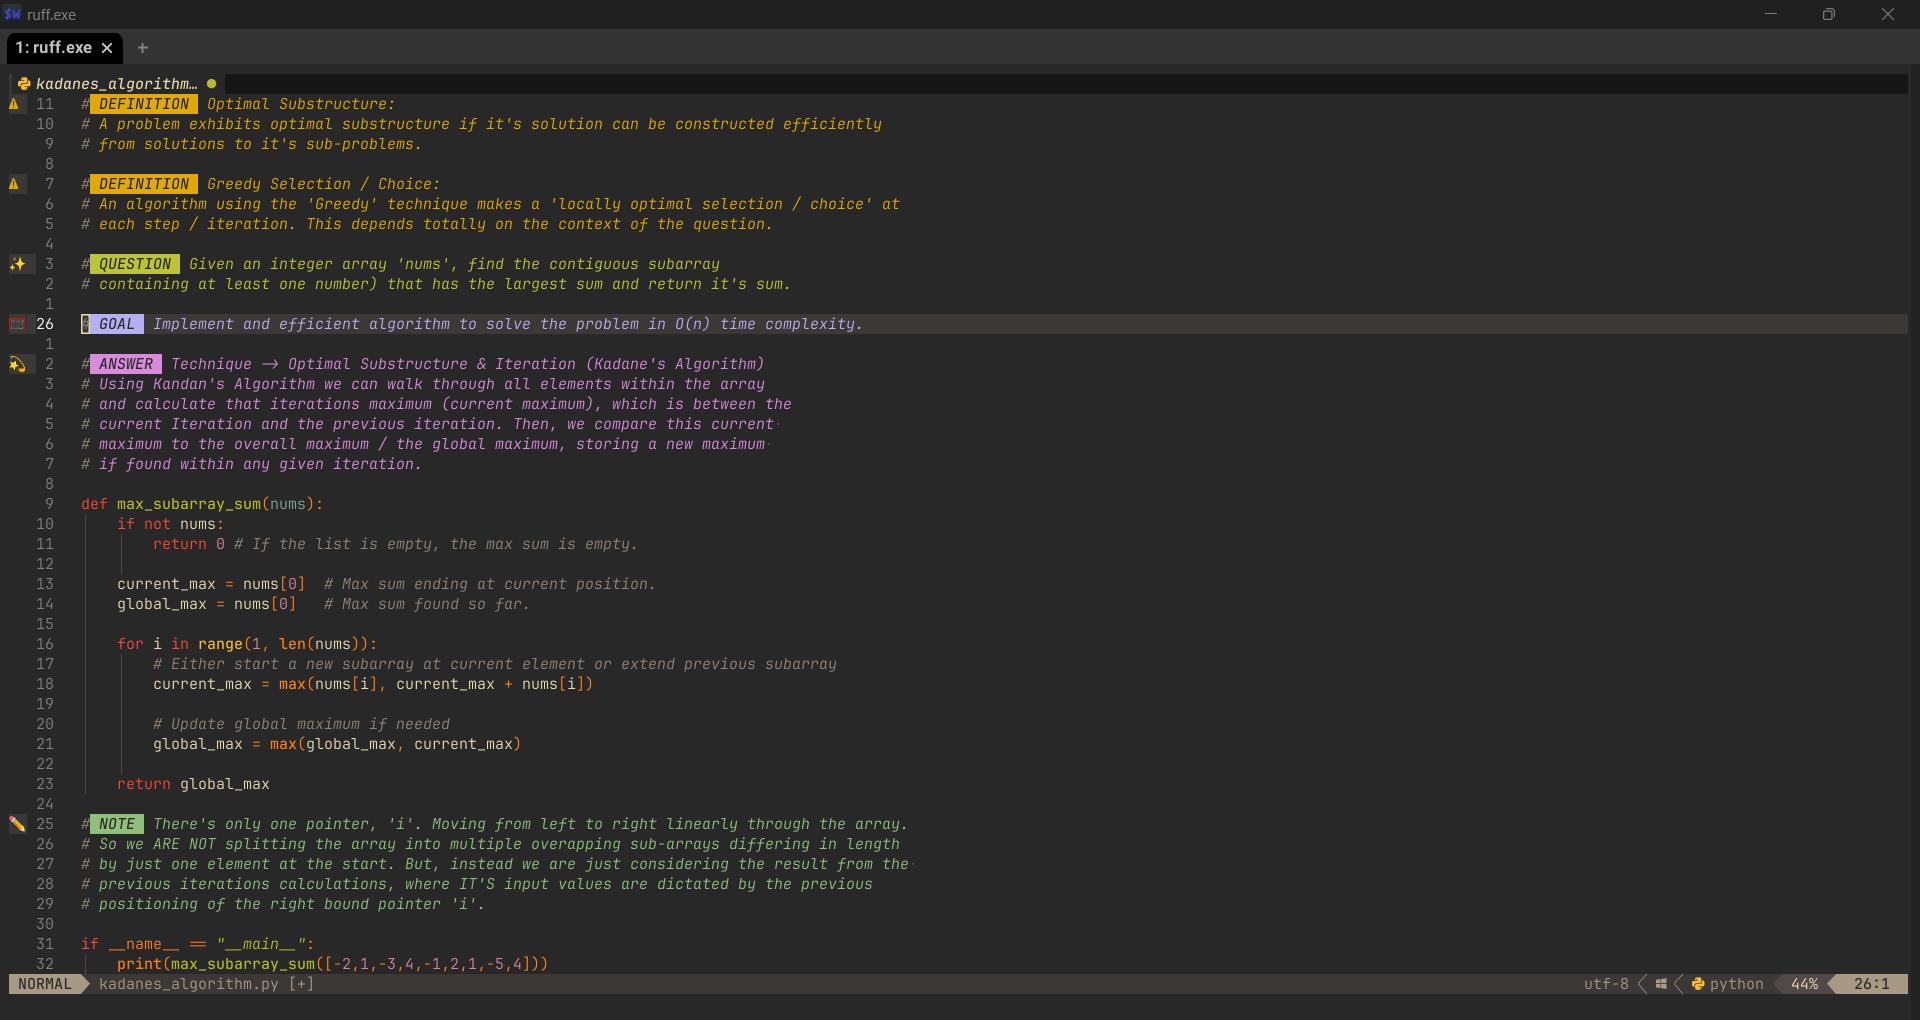 ruff.exe
1: ruff.exe
kadanes_algorithm…
11 # DEFINITION Optimal Substructure:
10 # A problem exhibits optimal substructure if it's solution can be constructed efficiently
9 # from solutions to it's sub-problems.
8
7 # DEFINITION Greedy Selection / Choice:
6 # An algorithm using the 'Greedy' technique makes a 'locally optimal selection / choice' at
5 # each step / iteration. This depends totally on the context of the question.
4
3 # QUESTION Given an integer array 'nums', find the contiguous subarray
2 # containing at least one number) that has the largest sum and return it's sum.
1
26 # GOAL Implement and efficient algorithm to solve the problem in O(n) time complexity.
1
2 # ANSWER Technique -> Optimal Substructure & Iteration (Kadane's Algorithm)
3 # Using Kandan's Algorithm we can walk through all elements within the array
4 # and calculate that iterations maximum (current maximum), which is between the
5 # current Iteration and the previous iteration. Then, we compare this current
6 # maximum to the overall maximum / the global maximum, storing a new maximum
7 # if found within any given iteration.
8
9 def max_subarray_sum(nums):
10 if not nums:
11 return 0 # If the list is empty, the max sum is empty.
12
13 current_max = nums[0] # Max sum ending at current position.
14 global_max = nums[0] # Max sum found so far.
15
16 for i in range(1, len(nums)):
17 # Either start a new subarray at current element or extend previous subarray
18 current_max = max(nums[i], current_max + nums[i])
19
20 # Update global maximum if needed
21 global_max = max(global_max, current_max)
22
23 return global_max
24
25 # NOTE There's only one pointer, 'i'. Moving from left to right linearly through the array.
26 # So we ARE NOT splitting the array into multiple overapping sub-arrays differing in length
27 # by just one element at the start. But, instead we are just considering the result from the
28 # previous iterations calculations, where IT'S input values are dictated by the previous
29 # positioning of the right bound pointer 'i'.
30
31 if __name__ == "__main__":
32 print(max_subarray_sum([-2,1,-3,4,-1,2,1,-5,4]))
NORMAL kadanes_algorithm.py [+] utf-8 python 44% 26:1